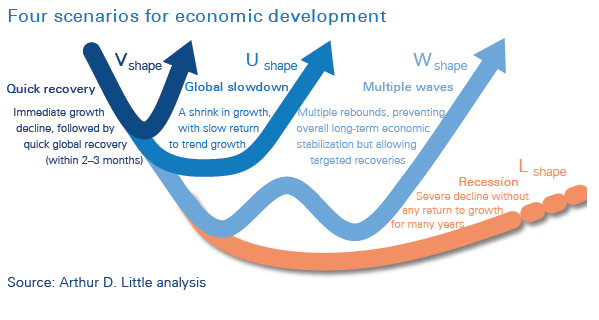 Four scenarios for economic development
V shape
U shape
W shape
Quick recovery
Global slowdown
Multiple waves
Immediate growth
decline, followed by
quick global recovery
(within 2–3 months)
A shrink in growth,
with slow return
to trend growth
Multiple rebounds, preventing
overall long-term economic
stabilization but allowing
targeted recoveries
L shape
Recession
Severe decline without
any return to growth
for many years
Source: Arthur D. Little analysis